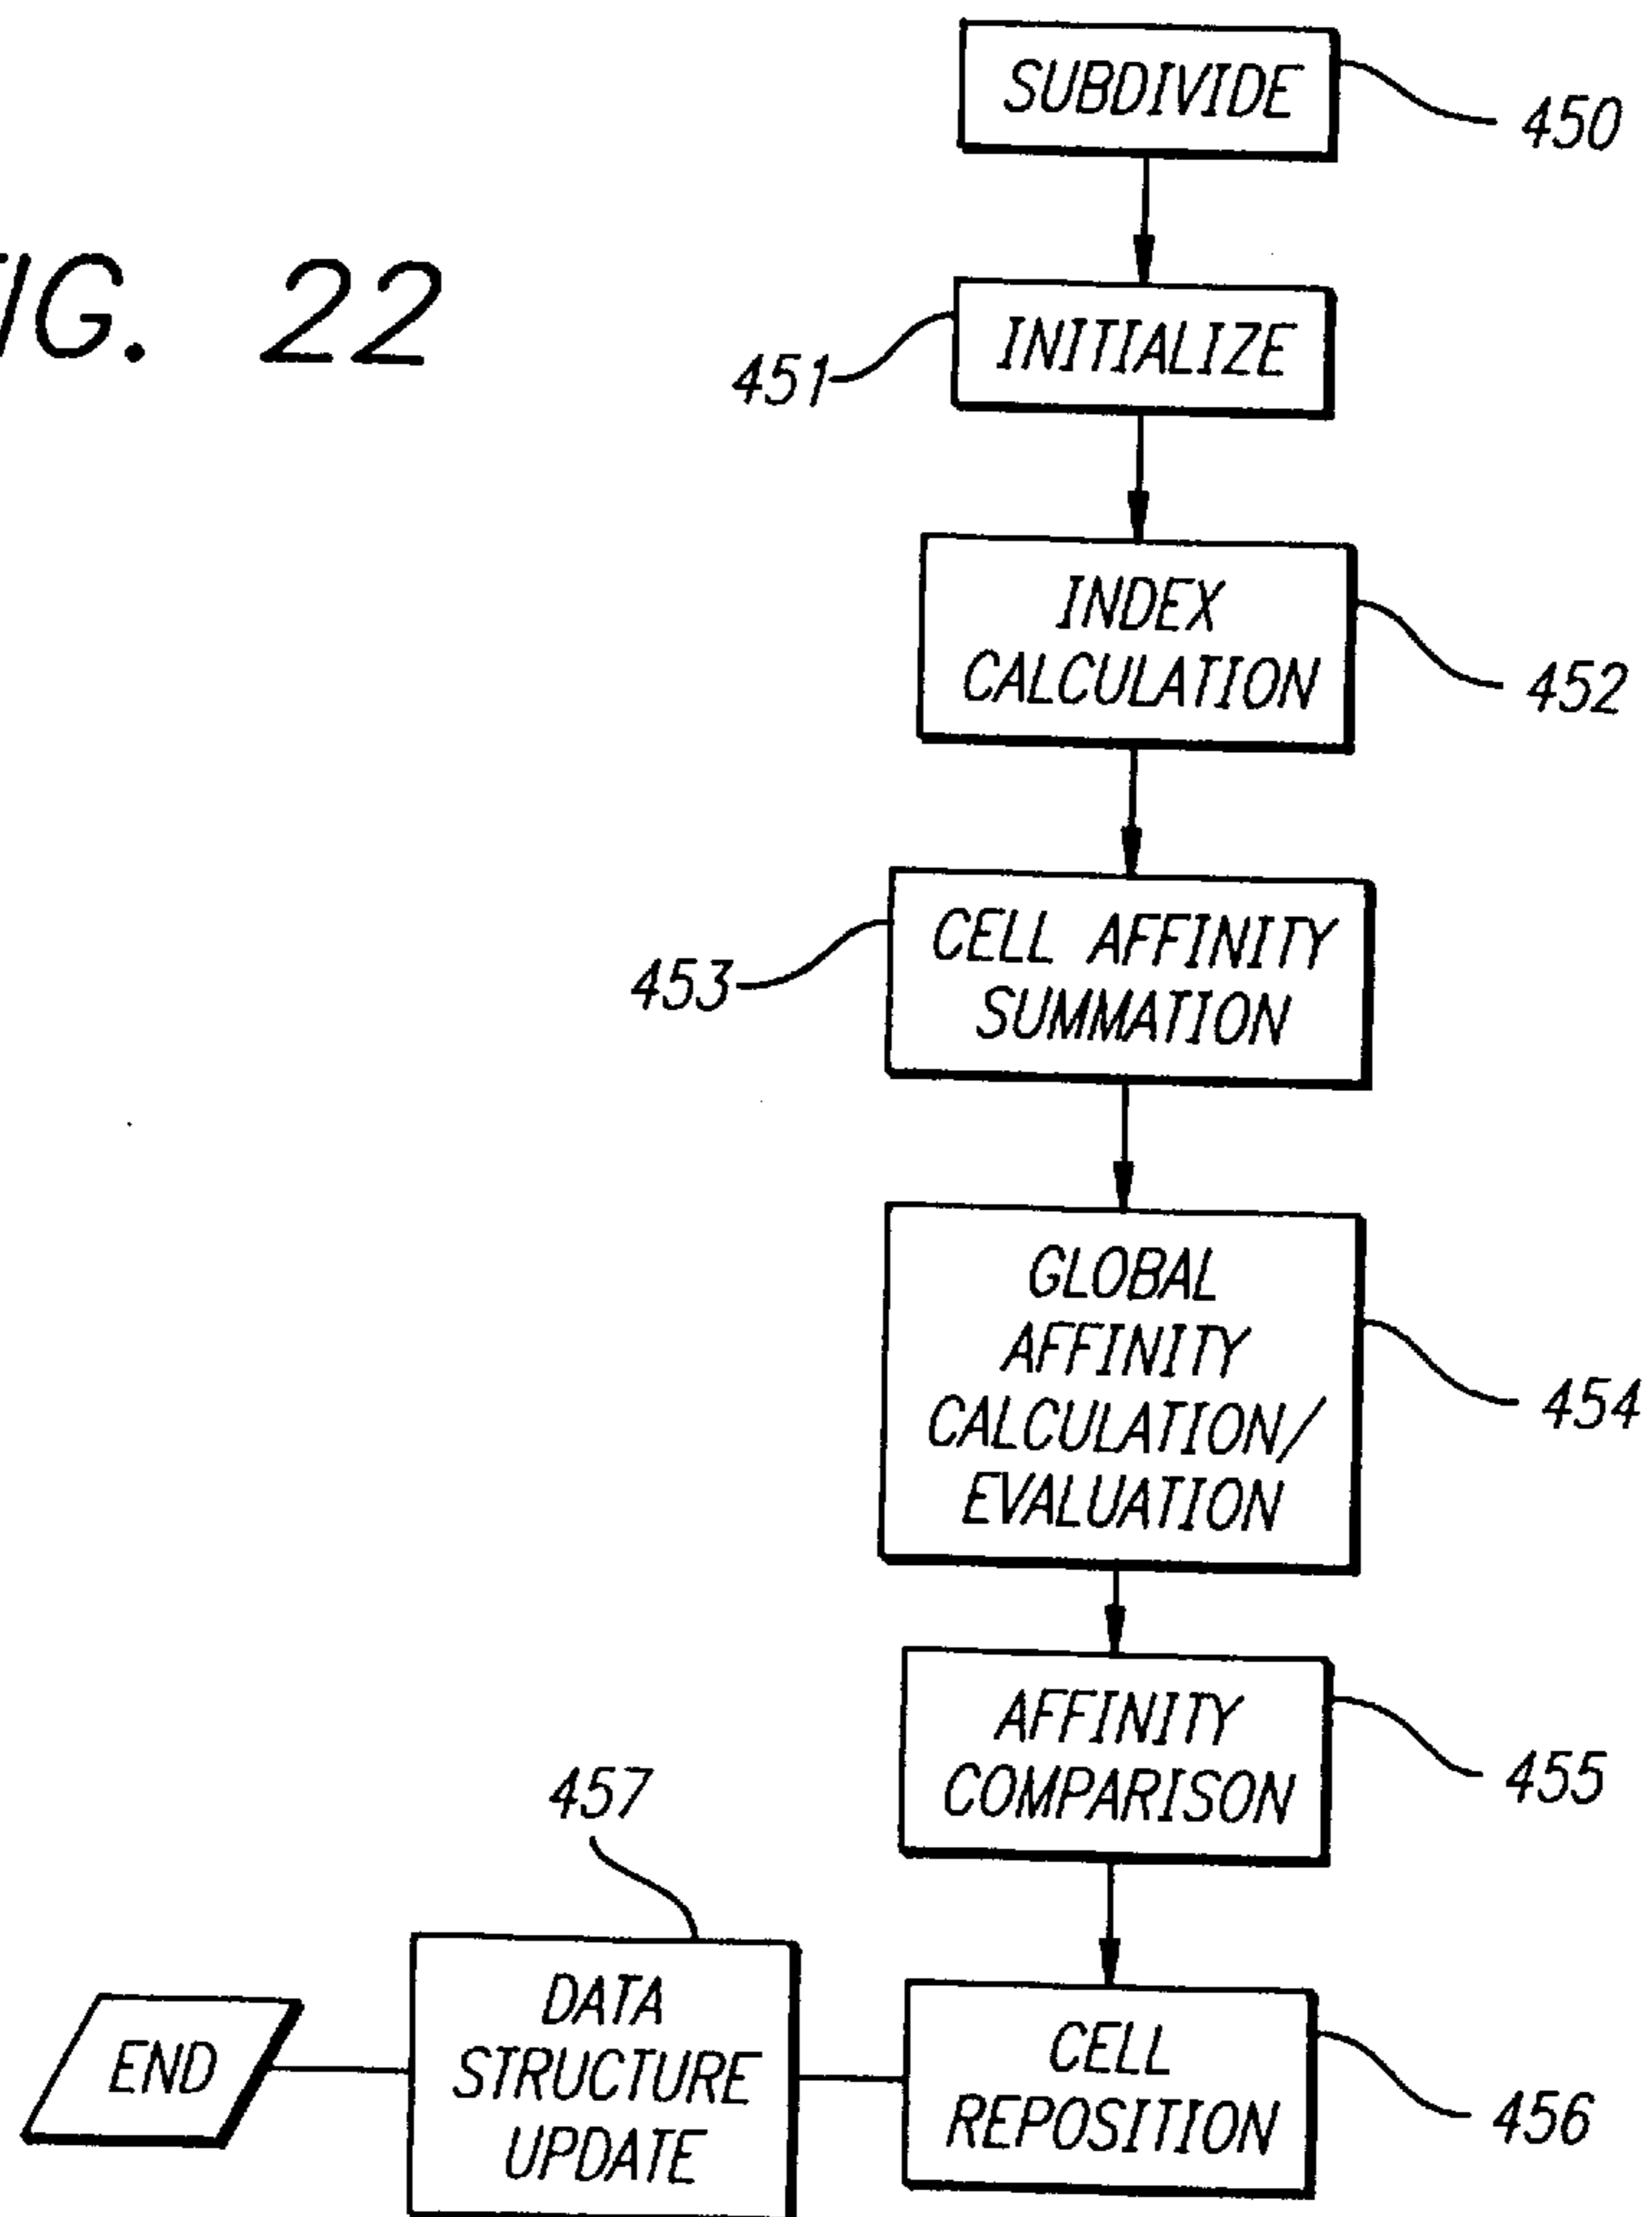 SUBDIVIDE
450
IG. 22
INITIALIZE
451
INDEX
CALCULATION
452
CELL AFFINITY
SUMMATION
453
GLOBAL
AFFINITY
CALCULATION/
EVALUATION
454
AFFINITY
COMPARISON
455
457
DATA
STRUCTURE
UPDATE
END
CELL
REPOSITION
456